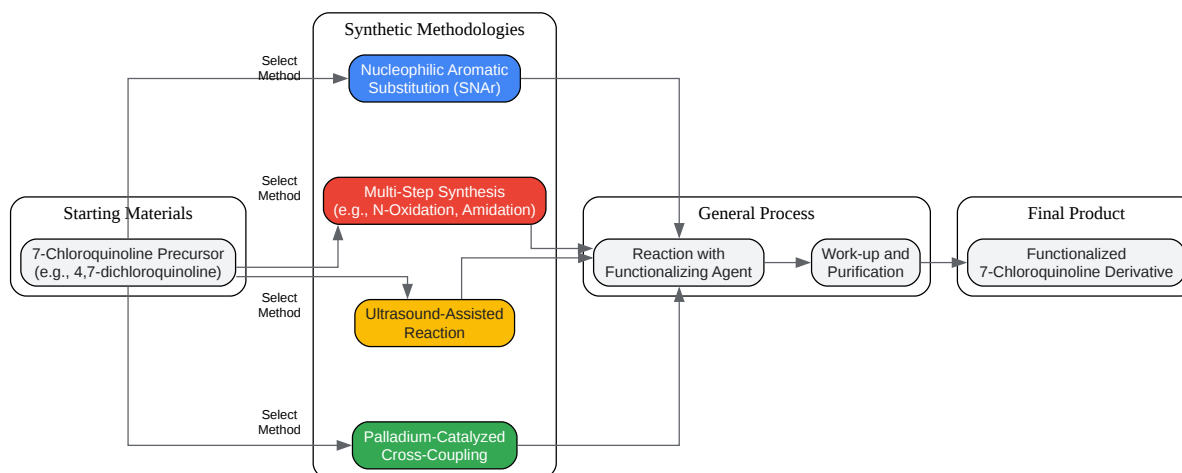 Synthetic Methodologies
Select
Method
Nucleophilic Aromatic
Substitution (SNAr)
Select
Method
Multi-Step Synthesis
(e.g., N-Oxidation, Amidation)
Starting Materials
General Process
Final Product
7-Chloroquinoline Precursor
(e.g., 4,7-dichloroquinoline)
Reaction with
Functionalizing Agent
Work-up and
Purification
Functionalized
7-Chloroquinoline Derivative
Select
Method
Ultrasound-Assisted
Reaction
Select
Method
Palladium-Catalyzed
Cross-Coupling